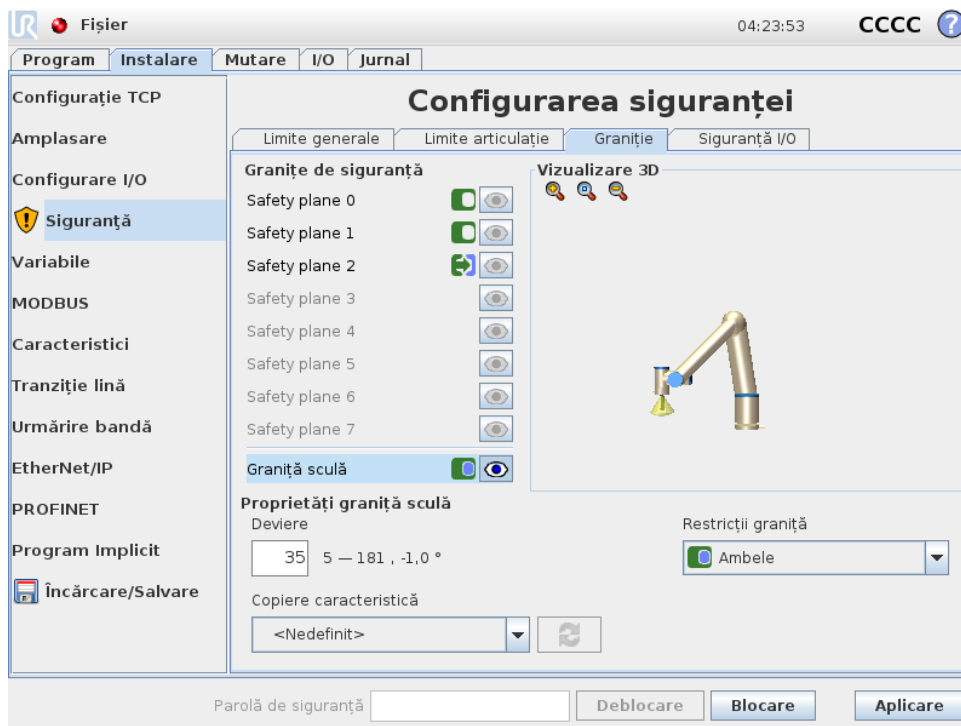 UR Fișier 04:23:53 CCCC ?
Program Instalare Mutare I/O Jurnal
Configurație TCP
Amplasare
Configurare I/O
Siguranță
Variabile
MODBUS
Caracteristici
Tranziție lină
Urmărire bandă
EtherNet/IP
PROFINET
Program Implicit
Încărcare/Salvare
Configurarea siguranței
Limite generale Limite articulație Graniție Siguranță I/O
Granițe de siguranță
Safety plane 0
Safety plane 1
Safety plane 2
Safety plane 3
Safety plane 4
Safety plane 5
Safety plane 6
Safety plane 7
Graniță sculă
Vizualizare 3D
Proprietăți graniță sculă
Deviere
35 5 — 181 , -1,0 °
Restricții graniță
Ambele
Copiere caracteristică
<Nedefinit>
Parolă de siguranță Deblocare Blocare Aplicare